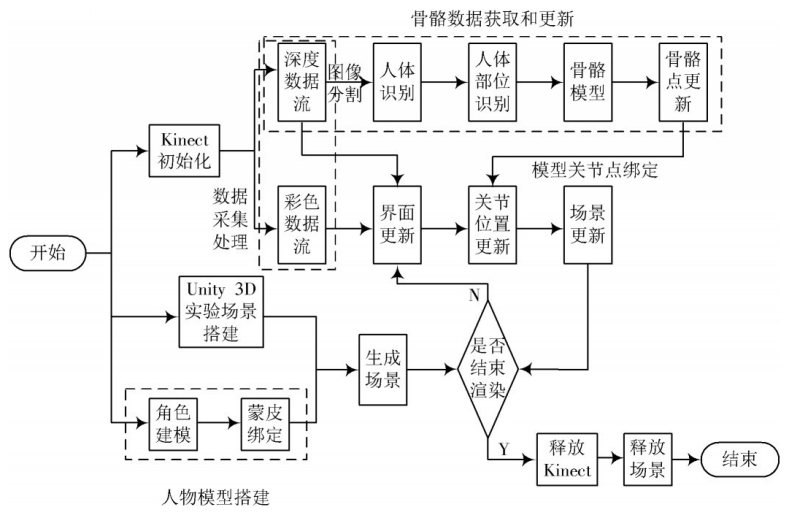 骨骼数据获取和更新
深度
数据
流
图像
分割
人体
识别
人体
部位
识别
骨骼
模型
骨骼
点更
新
Kinect
初始化
模型关节点绑定
数据
采集
处理
彩色
数据
流
界面
更新
关节
位置
更新
场景
更新
开始
Unity 3D
实验场景
搭建
N
生成
场景
是否
结束
渲染
角色
建模
蒙皮
绑定
Y
释放
Kinect
释放
场景
结束
人物模型搭建